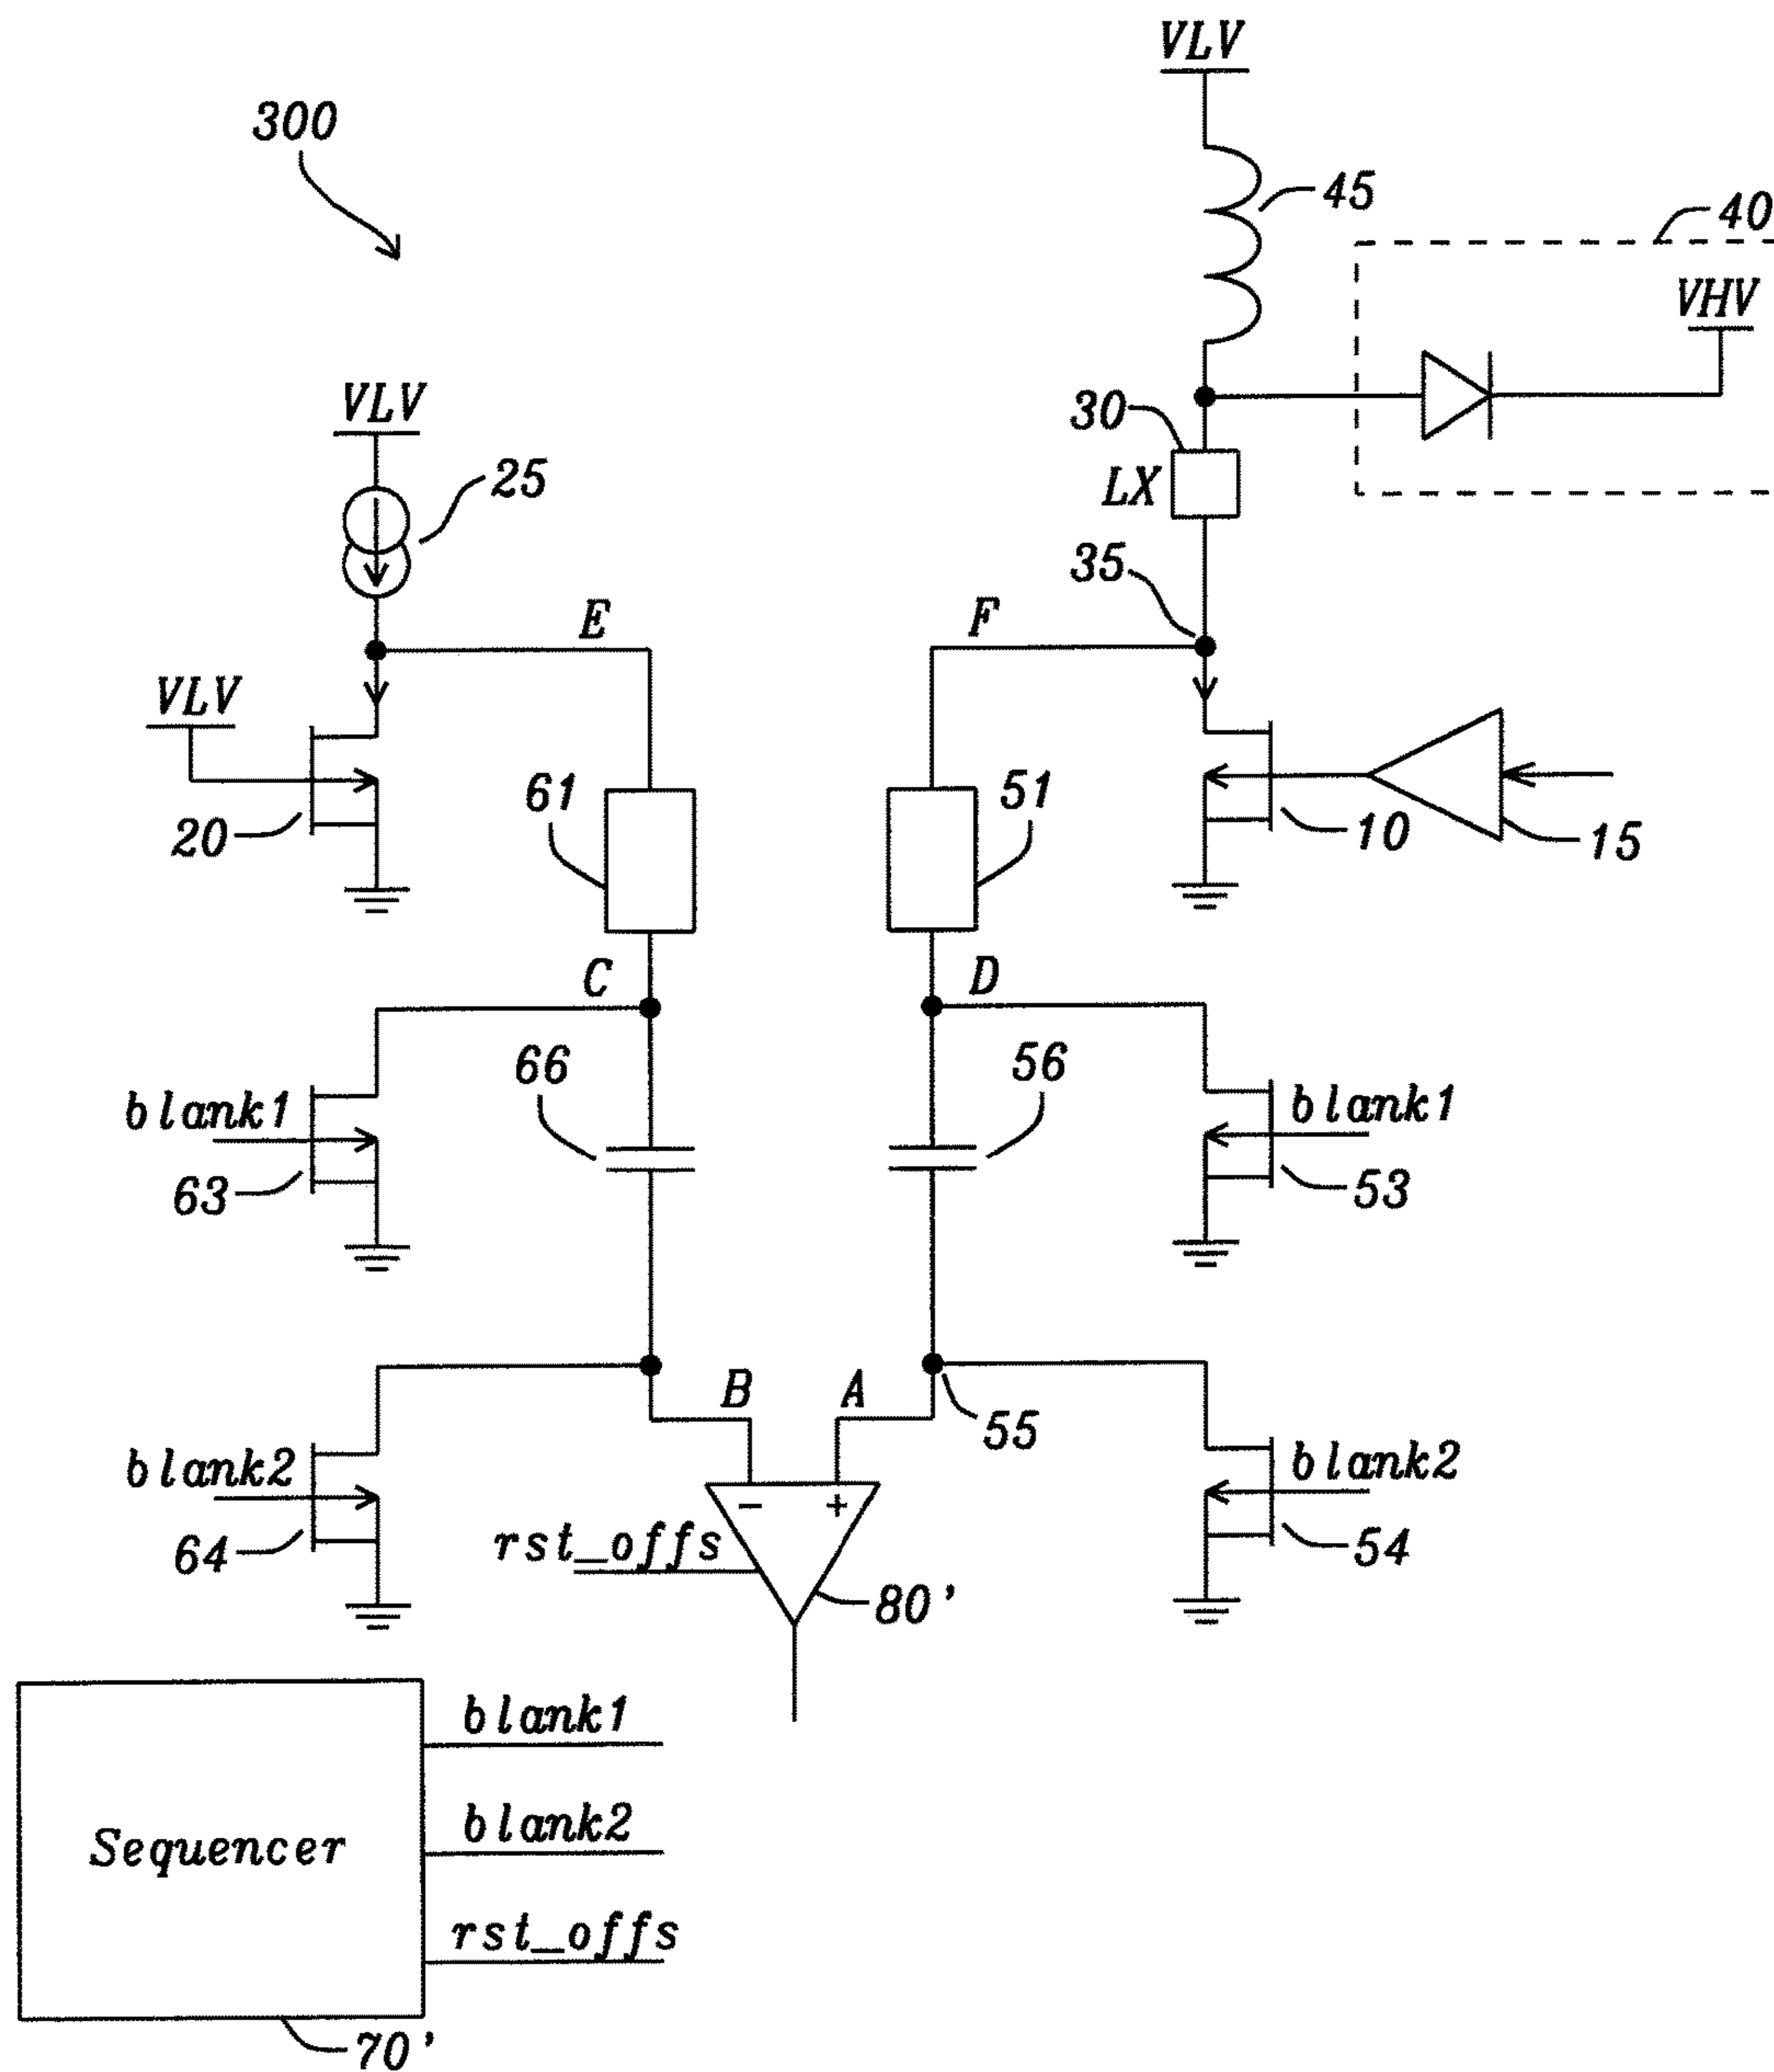 VLV
300
45
40
VHV
VLV
30
LX
25
35
E
F
VLV
20
61
51
10
15
C
D
66
56
blank1
blank1
63
53
B
A
55
blank2
blank2
64
rst_offs
- +
80'
54
Sequencer
blank1
blank2
rst_offs
70'